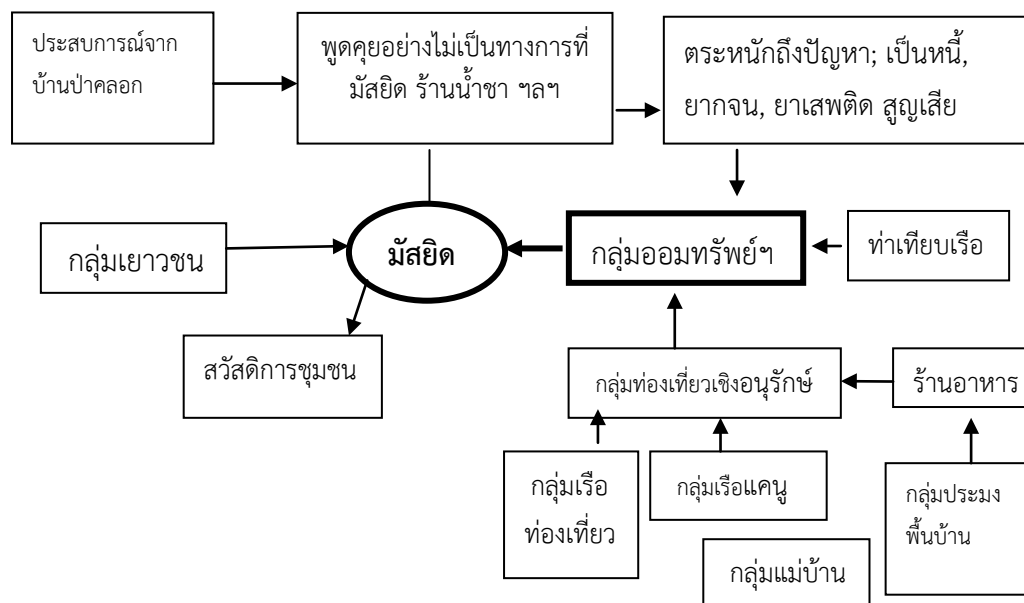 ประสบการณ์จาก
บ้านป่าคลอก
พูดคุยอย่างไม่เป็นทางการที่
มัสยิด ร้านน้ำชา ฯลฯ
ตระหนักถึงปัญหา; เป็นหนี้,
ยากจน, ยาเสพติด สูญเสีย
กลุ่มเยาวชน
มัสยิด
กลุ่มออมทรัพย์ฯ
ท่าเทียบเรือ
สวัสดิการชุมชน
กลุ่มท่องเที่ยวเชิงอนุรักษ์
ร้านอาหาร
กลุ่มเรือ
ท่องเที่ยว
กลุ่มเรือแคนู
กลุ่มประมง
พื้นบ้าน
กลุ่มแม่บ้าน